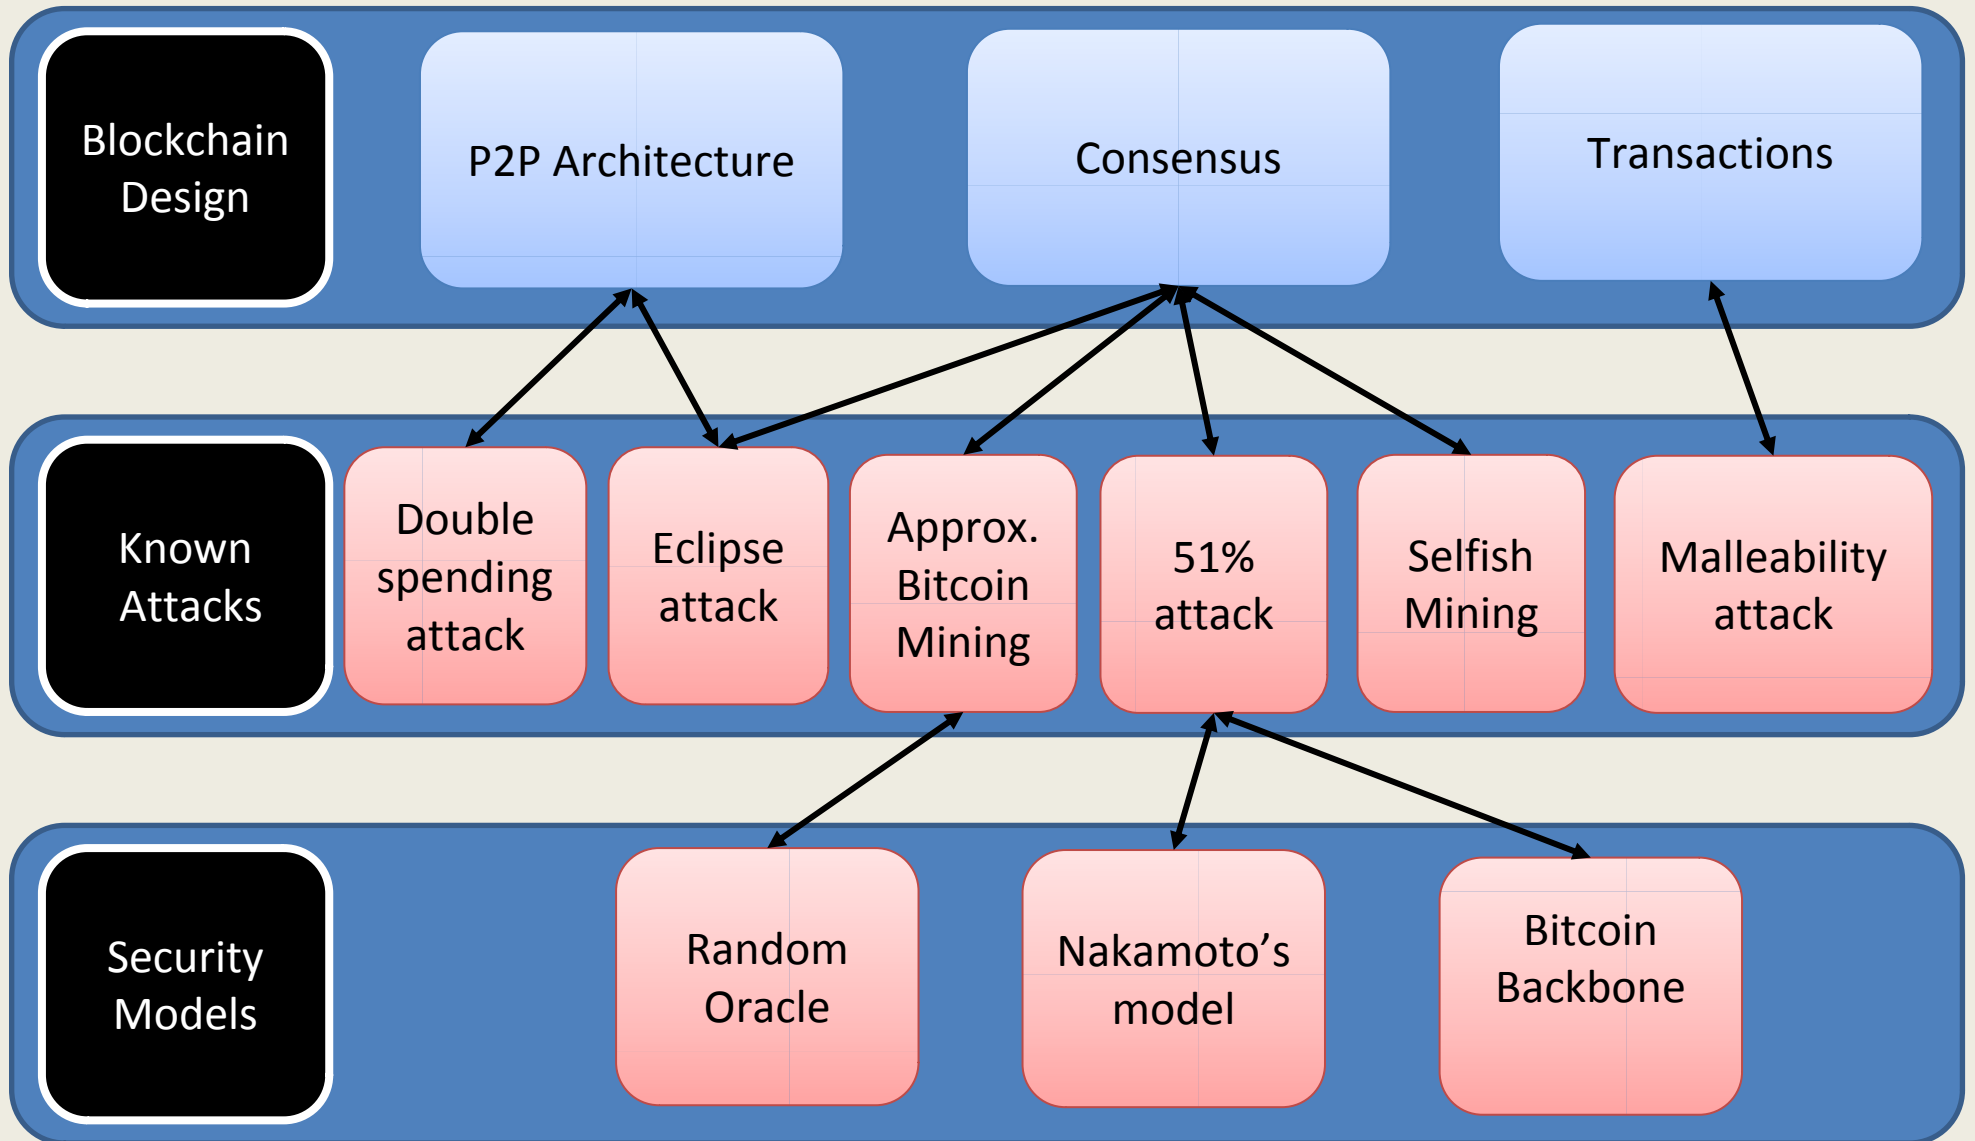 Blockchain
Design
P2P Architecture
Consensus
Transactions
Known
Attacks
Double
spending
attack
Eclipse
attack
Approx.
Bitcoin
Mining
51%
attack
Selfish
Mining
Malleability
attack
Security
Models
Random
Oracle
Nakamoto’s
model
Bitcoin
Backbone